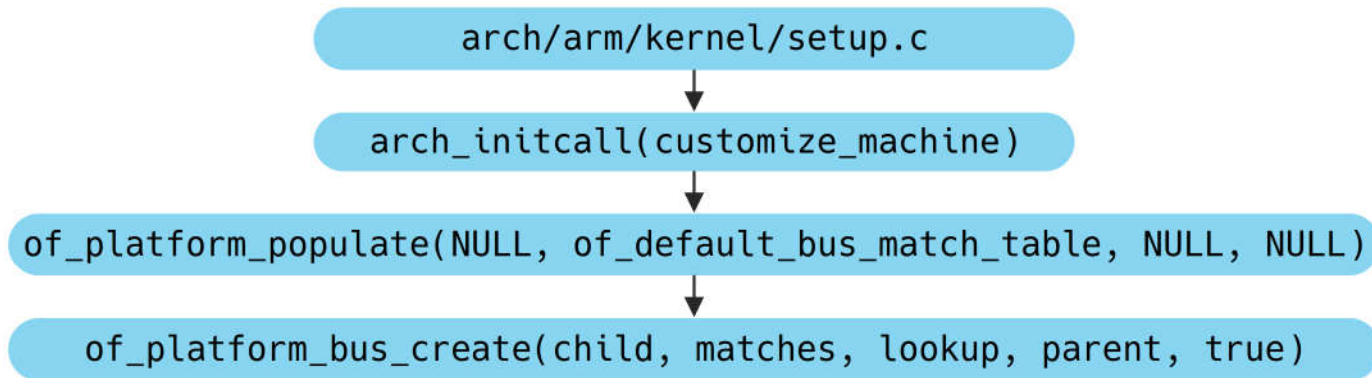 arch/arm/kernel/setup.c
arch_initcall(customize_machine)
of_platform_populate(NULL, of_default_bus_match_table, NULL, NULL)
of_platform_bus_create(child, matches, lookup, parent, true)